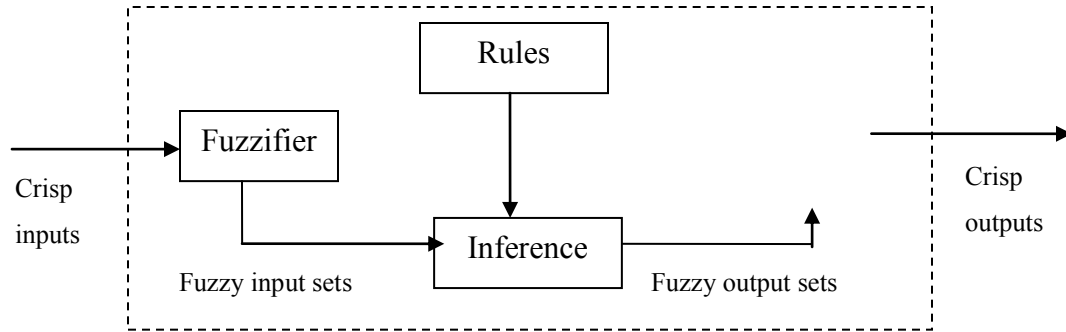 Rules
Fuzzifier
Crisp
inputs
Inference
Fuzzy input sets
Fuzzy output sets
Crisp
outputs